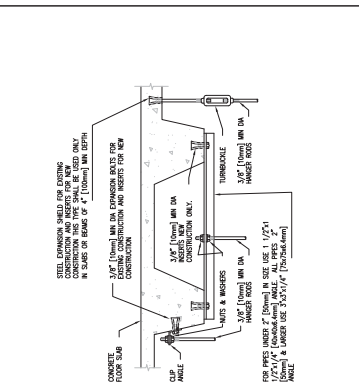 STEEL EXPANSION SHIELD FOR EXISTING
CONSTRUCTION AND INSERTS FOR NEW
CONSTRICTION THIS TYPE SHALL BE USED ONLY
IN SLABS OR BEAMS OF 4" [100mm] MIN DEPTH
3/8" [10mm] MIN DIA EXPANSION BOLTS FOR
EXISTING CONSTRUCTION AND INSERTS FOR NEW
CONSTRUCTION
CONCRETE
FLOOR SLAB
3/8" [10mm] MIN DIA
INSERTS NEW
CONSTRUCTION ONLY.
CLIP
ANGLE
NUTS & WASHERS
3/8" [10mm] MIN DIA
HANGER RODS
TURNBUCKLE
3/8" [10mm] MIN DIA
HANGER RODS
FOR PIPES UNDER 2" [50mm] IN SIZE USE 1 1/2"x1
1/2"x1/4" [40x40x6.4mm] ANGLE. ALL PIPES 2"
[50mm] & LARGER USE 3"x3"x1/4" [75x75x6.4mm]
ANGLE